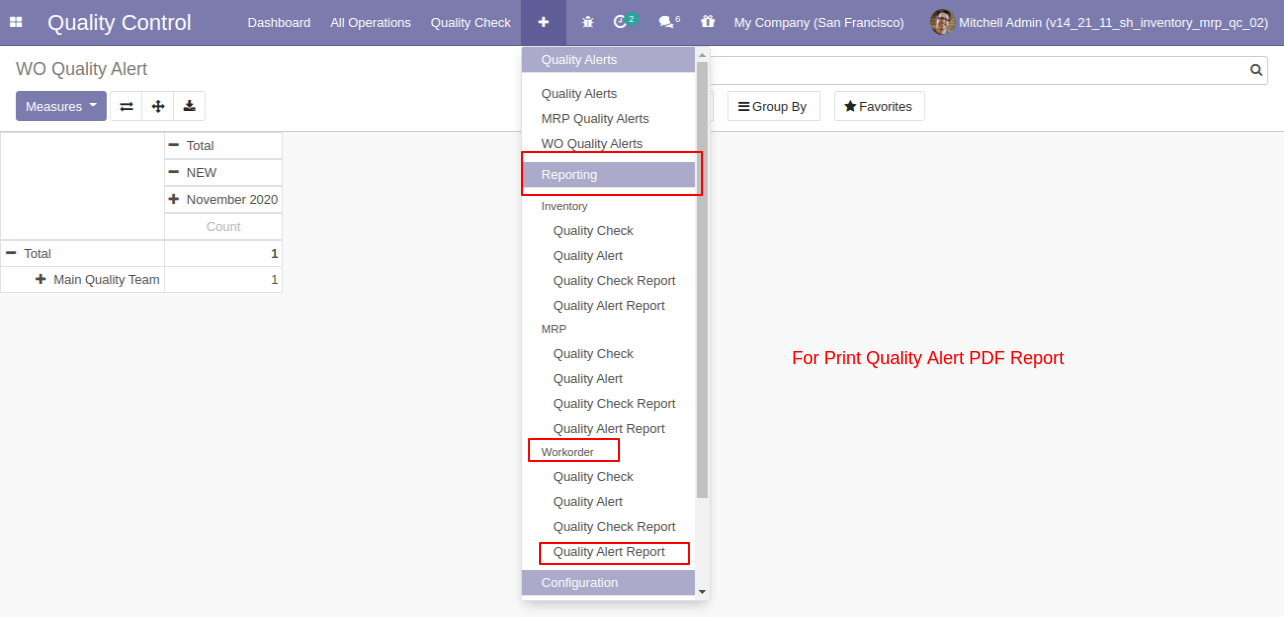 Quality Control Dashboard All Operations Quality Check 2 6 My Company (San Francisco) Mitchell Admin (v14_21_11_sh_inventory_mrp_qc_02)
WO Quality Alert
Measures
Group By Favorites
Total
NEW
November 2020
Count
Total 1
Main Quality Team 1
Quality Alerts
Quality Alerts
MRP Quality Alerts
WO Quality Alerts
Reporting
Inventory
Quality Check
Quality Alert
Quality Check Report
Quality Alert Report
MRP
Quality Check
Quality Alert
Quality Check Report
Quality Alert Report
Workorder
Quality Check
Quality Alert
Quality Check Report
Quality Alert Report
Configuration
For Print Quality Alert PDF Report